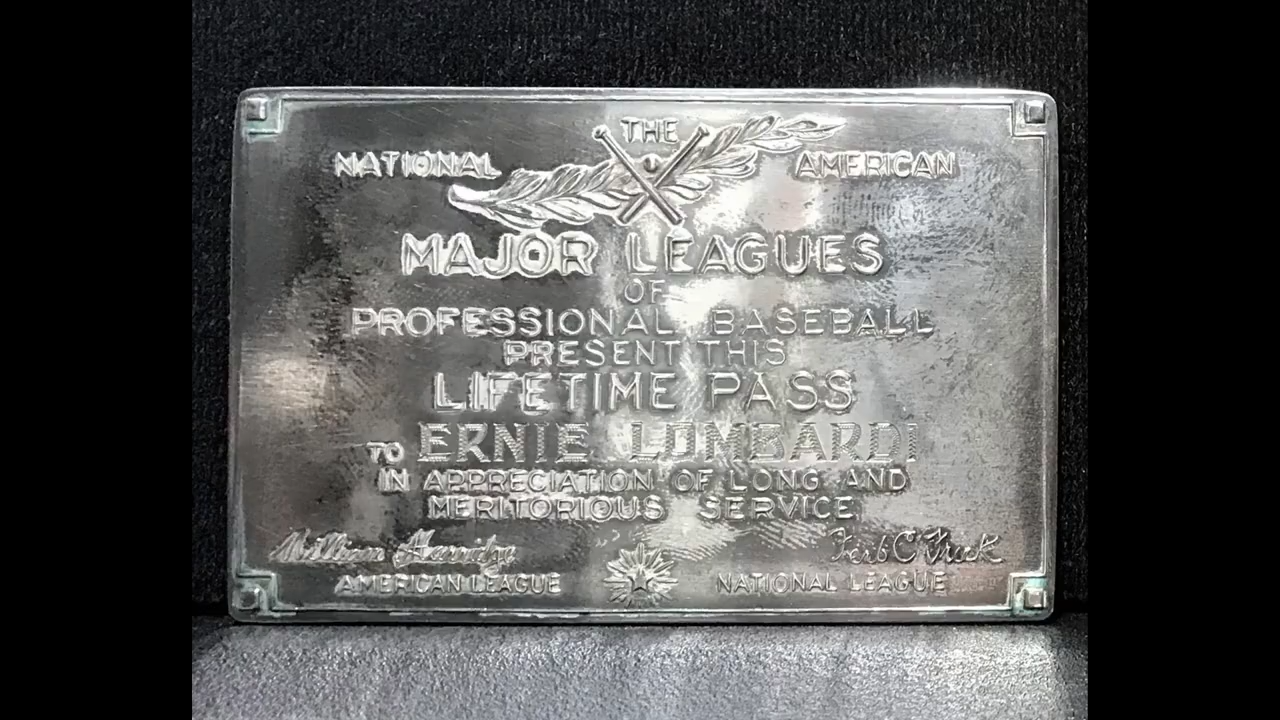 THE
NATIONAL AMERICAN
MAJOR LEAGUES
OF
PROFESSIONAL BASEBALL
PRESENT THIS
LIFETIME PASS
TO ERNIE LOMBARDI
IN APPRECIATION OF LONG AND
MERITORIOUS SERVICE
William Harridge Ford C Frick
AMERICAN LEAGUE NATIONAL LEAGUE